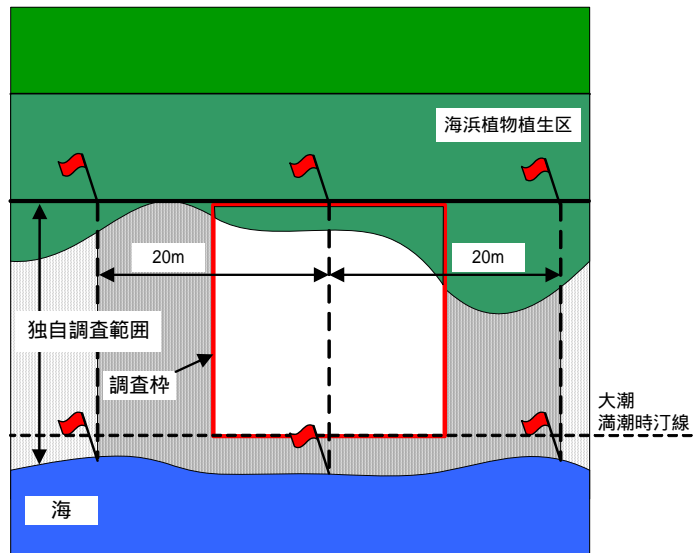 海浜植物植生区
20m
20m
独自調査範囲
調査枠
大潮
満潮時汀線
海